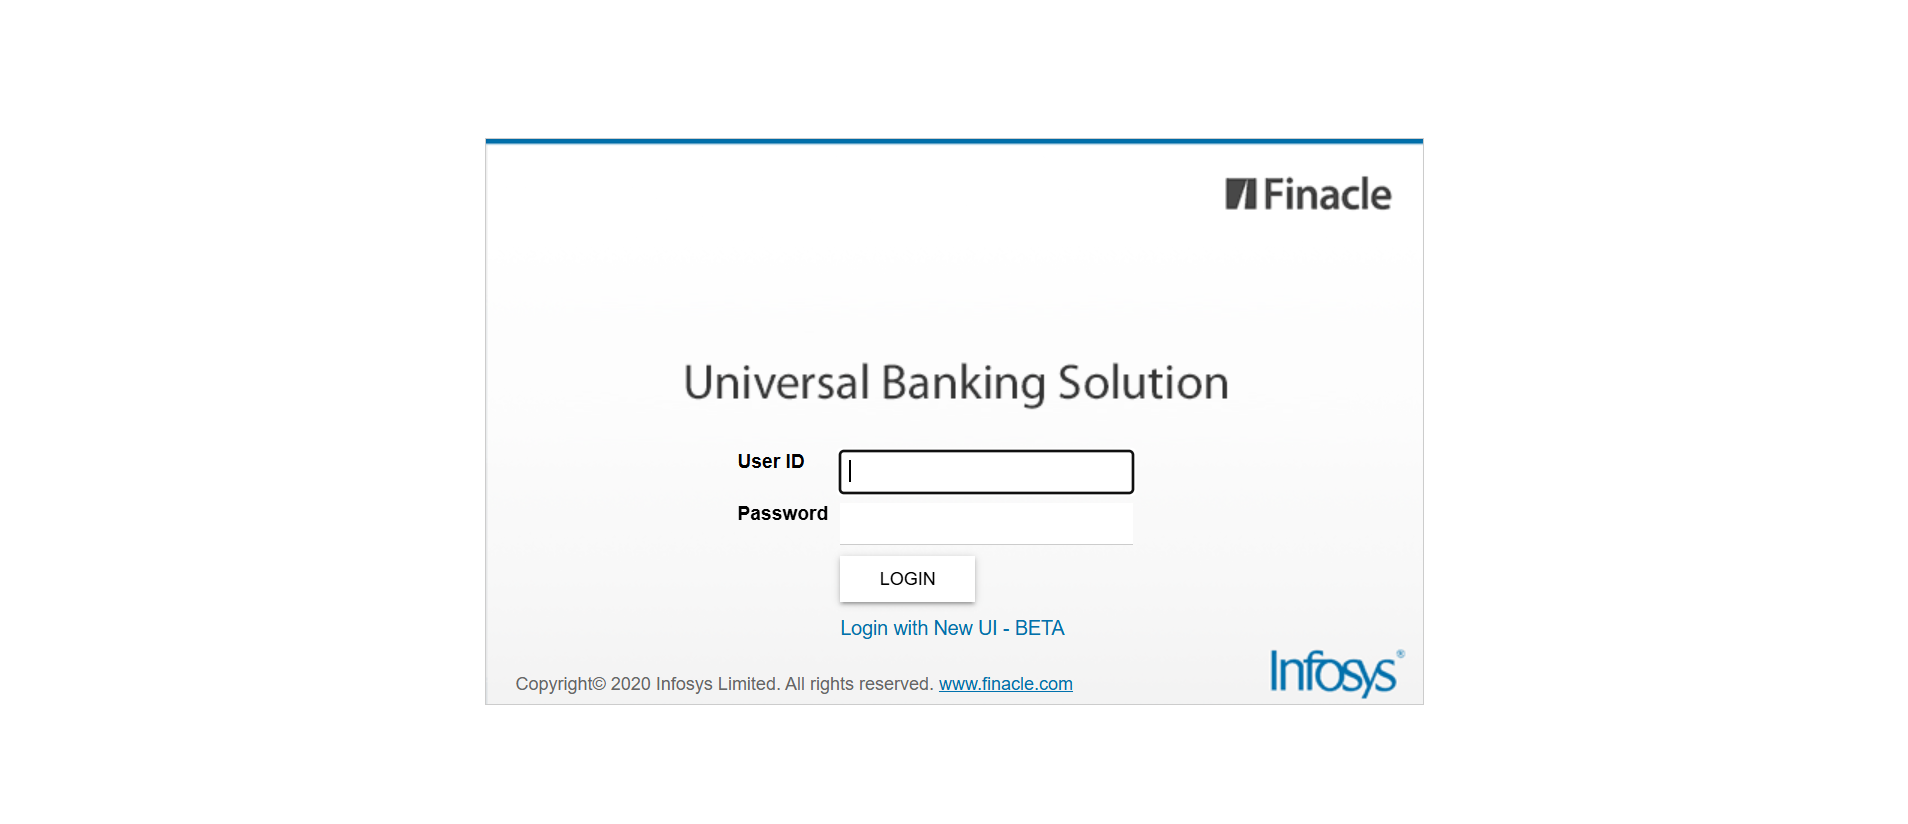 Finacle
Universal Banking Solution
User ID
Password
LOGIN
Login with New UI - BETA
Infosys®
Copyright© 2020 Infosys Limited. All rights reserved. www.finacle.com